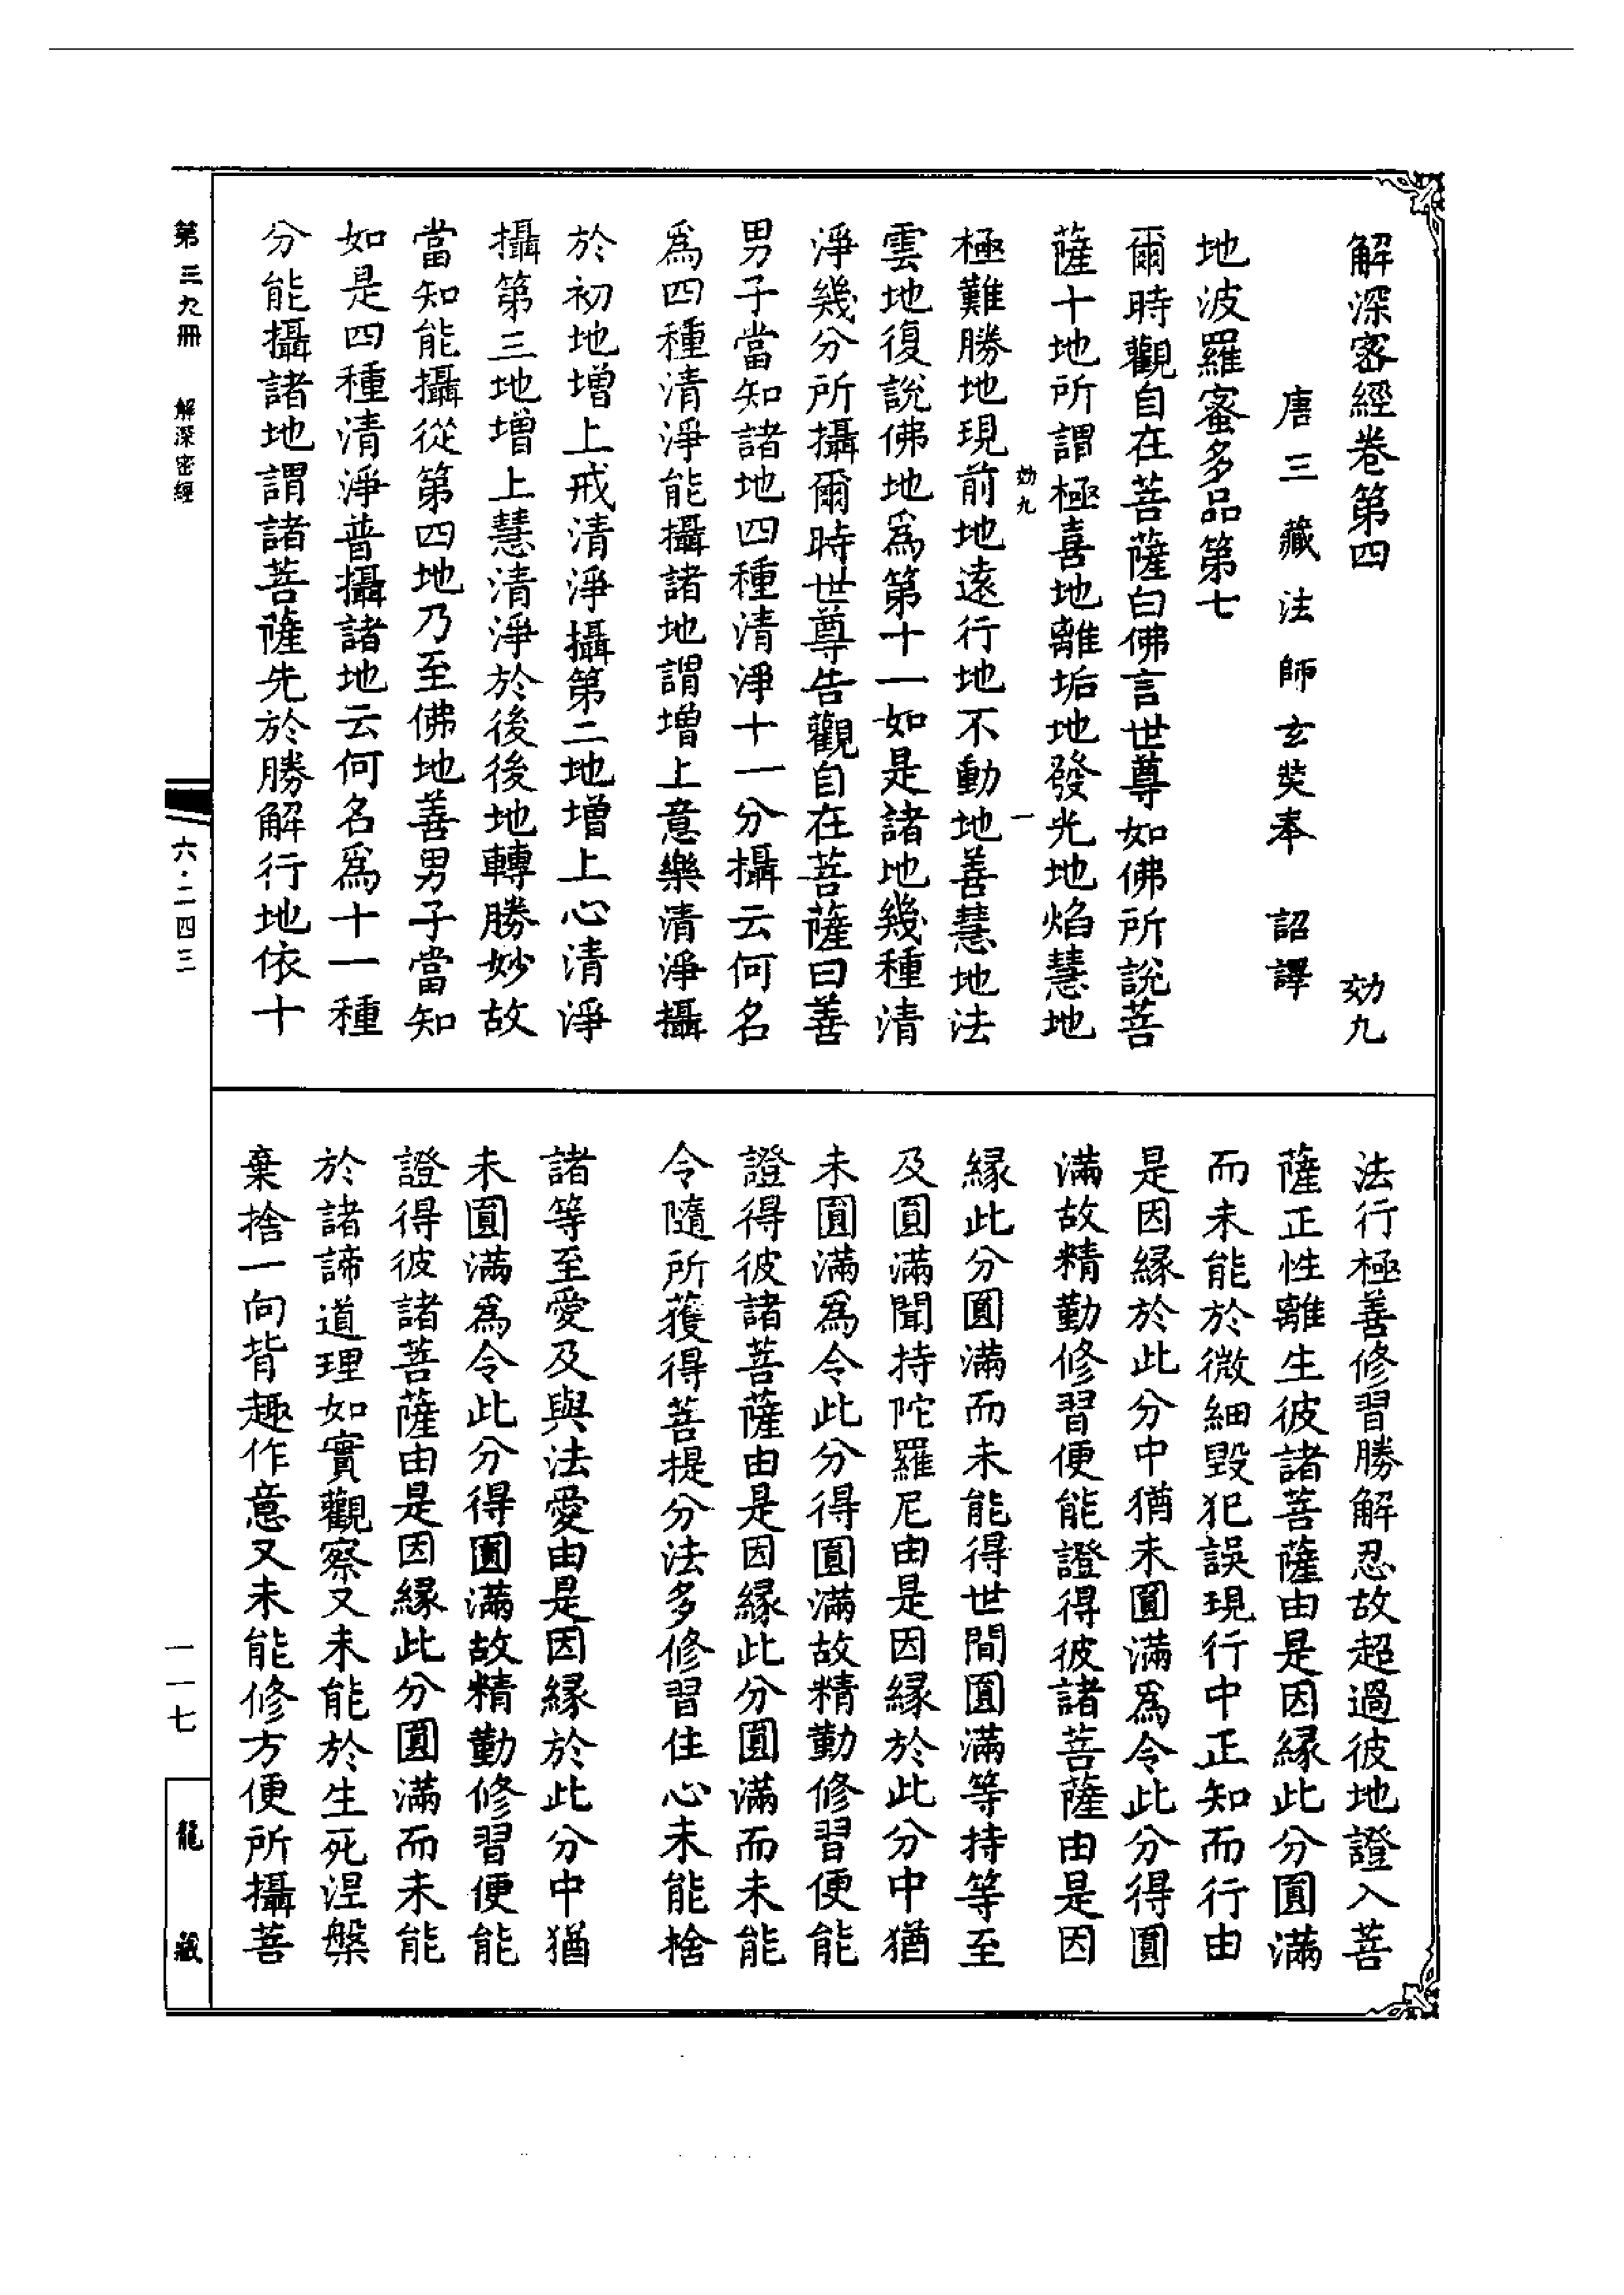 解深密經卷第四　効九
唐三藏法師玄奘奉　詔譯
地波羅蜜多品第七
爾時觀自在菩薩白佛言世尊如佛所說菩
薩十地所謂極喜地離垢地發光地焰慧地
効九　一
極難勝地現前地遠行地不動地善慧地法
雲地復說佛地爲第十一如是諸地幾種清
淨幾分所攝爾時世尊告觀自在菩薩曰善
男子當知諸地四種清淨十一分攝云何名
爲四種清淨能攝諸地謂增上意樂清淨攝
於初地增上戒清淨攝第二地增上心清淨
攝第三地增上慧清淨於後後地轉勝妙故
當知能攝從第四地乃至佛地善男子當知
如是四種清淨普攝諸地云何名爲十一種
分能攝諸地謂諸菩薩先於勝解行地依十
法行極善修習勝解忍故超過彼地證入菩
薩正性離生彼諸菩薩由是因緣此分圓滿
而未能於微細毀犯誤現行中正知而行由
是因緣於此分中猶未圓滿爲令此分得圓
滿故精勤修習便能證得彼諸菩薩由是因
緣此分圓滿而未能得世間圓滿等持等至
及圓滿聞持陀羅尼由是因緣於此分中猶
未圓滿爲令此分得圓滿故精勤修習便能
證得彼諸菩薩由是因緣此分圓滿而未能
令隨所獲得菩提分法多修習住心未能捨
諸等至愛及與法愛由是因緣於此分中猶
未圓滿爲令此分得圓滿故精勤修習便能
證得彼諸菩薩由是因緣此分圓滿而未能
於諸諦道理如實觀察又未能於生死涅槃
棄捨一向背趣作意又未能修方便所攝菩
第三九冊　解深密經　六·二四三　一一七　龍藏